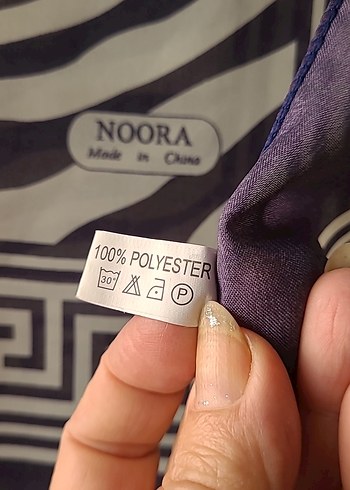 NOORA
Made in China
100% POLYESTER
30° P